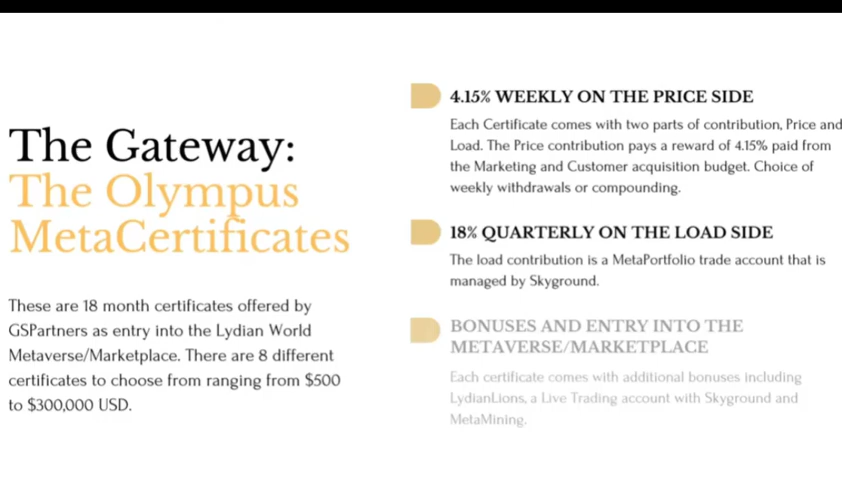 The Gateway:
The Olympus
MetaCertificates
These are 18 month certificates offered by
GSPartners as entry into the Lydian World
Metaverse/Marketplace. There are 8 different
certificates to choose from ranging from $500
to $300,000 USD.
4.15% WEEKLY ON THE PRICE SIDE
Each Certificate comes with two parts of contribution, Price and
Load. The Price contribution pays a reward of 4.15% paid from
the Marketing and Customer acquisition budget. Choice of
weekly withdrawals or compounding.
18% QUARTERLY ON THE LOAD SIDE
The load contribution is a MetaPortfolio trade account that is
managed by Skyground.
BONUSES AND ENTRY INTO THE
METAVERSE/MARKETPLACE
Each certificate comes with additional bonuses including
LydianLions, a Live Trading account with Skyground and
MetaMining.